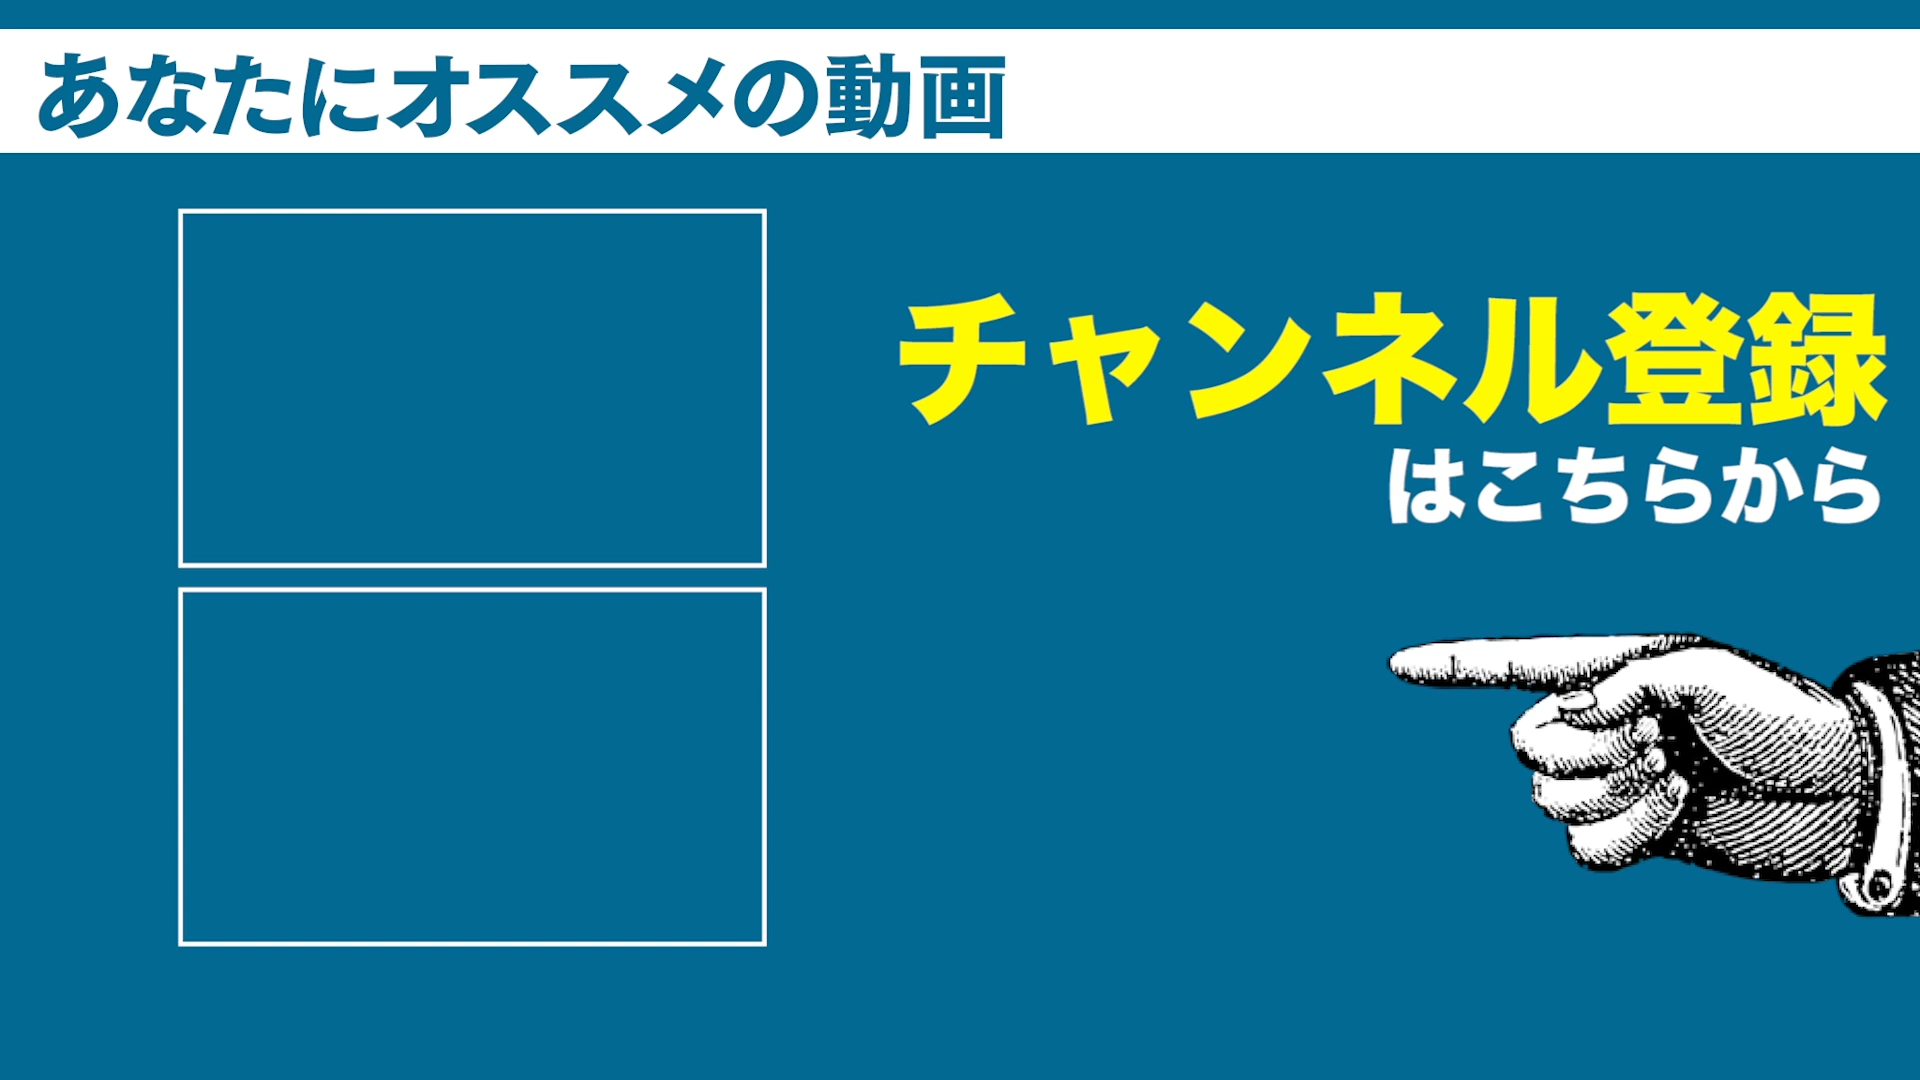 あなたにオススメの動画
チャンネル登録
はこちらから